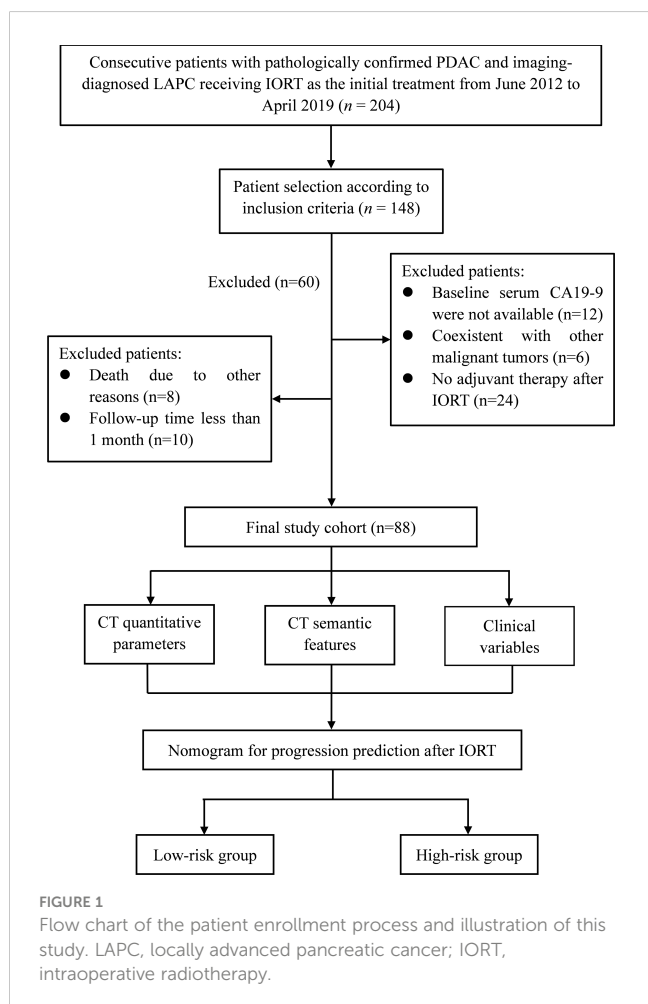 Consecutive patients with pathologically confirmed PDAC and imaging-
diagnosed LAPC receiving IORT as the initial treatment from June 2012 to
April 2019 (n = 204)
Patient selection according to
inclusion criteria (n = 148)
Excluded (n=60)
Excluded patients:
● Baseline serum CA19-9
were not available (n=12)
● Coexistent with other
malignant tumors (n=6)
● No adjuvant therapy after
IORT (n=24)
Excluded patients:
● Death due to other
reasons (n=8)
● Follow-up time less than
1 month (n=10)
Final study cohort (n=88)
CT quantitative
parameters
CT semantic
features
Clinical
variables
Nomogram for progression prediction after IORT
Low-risk group
High-risk group
FIGURE 1
Flow chart of the patient enrollment process and illustration of this
study. LAPC, locally advanced pancreatic cancer; IORT,
intraoperative radiotherapy.